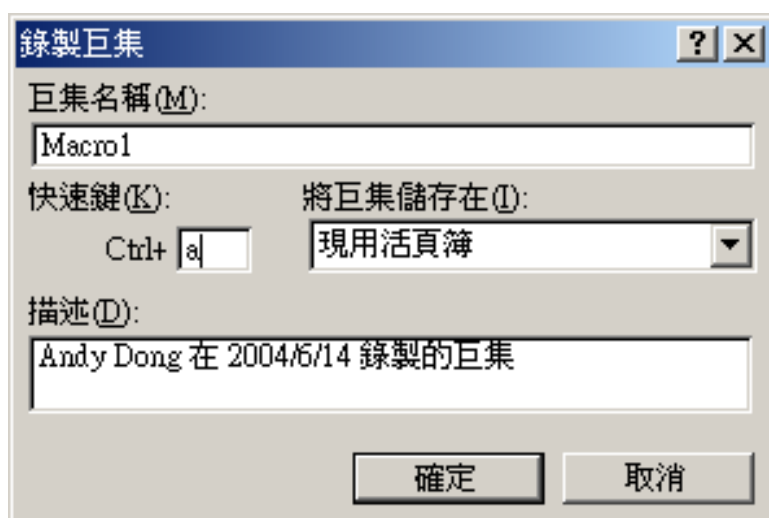 錄製巨集
巨集名稱(M):
Macro1
快速鍵(K): 將巨集儲存在(I):
Ctrl+ a 現用活頁簿
描述(D):
Andy Dong 在 2004/6/14 錄製的巨集
確定 取消